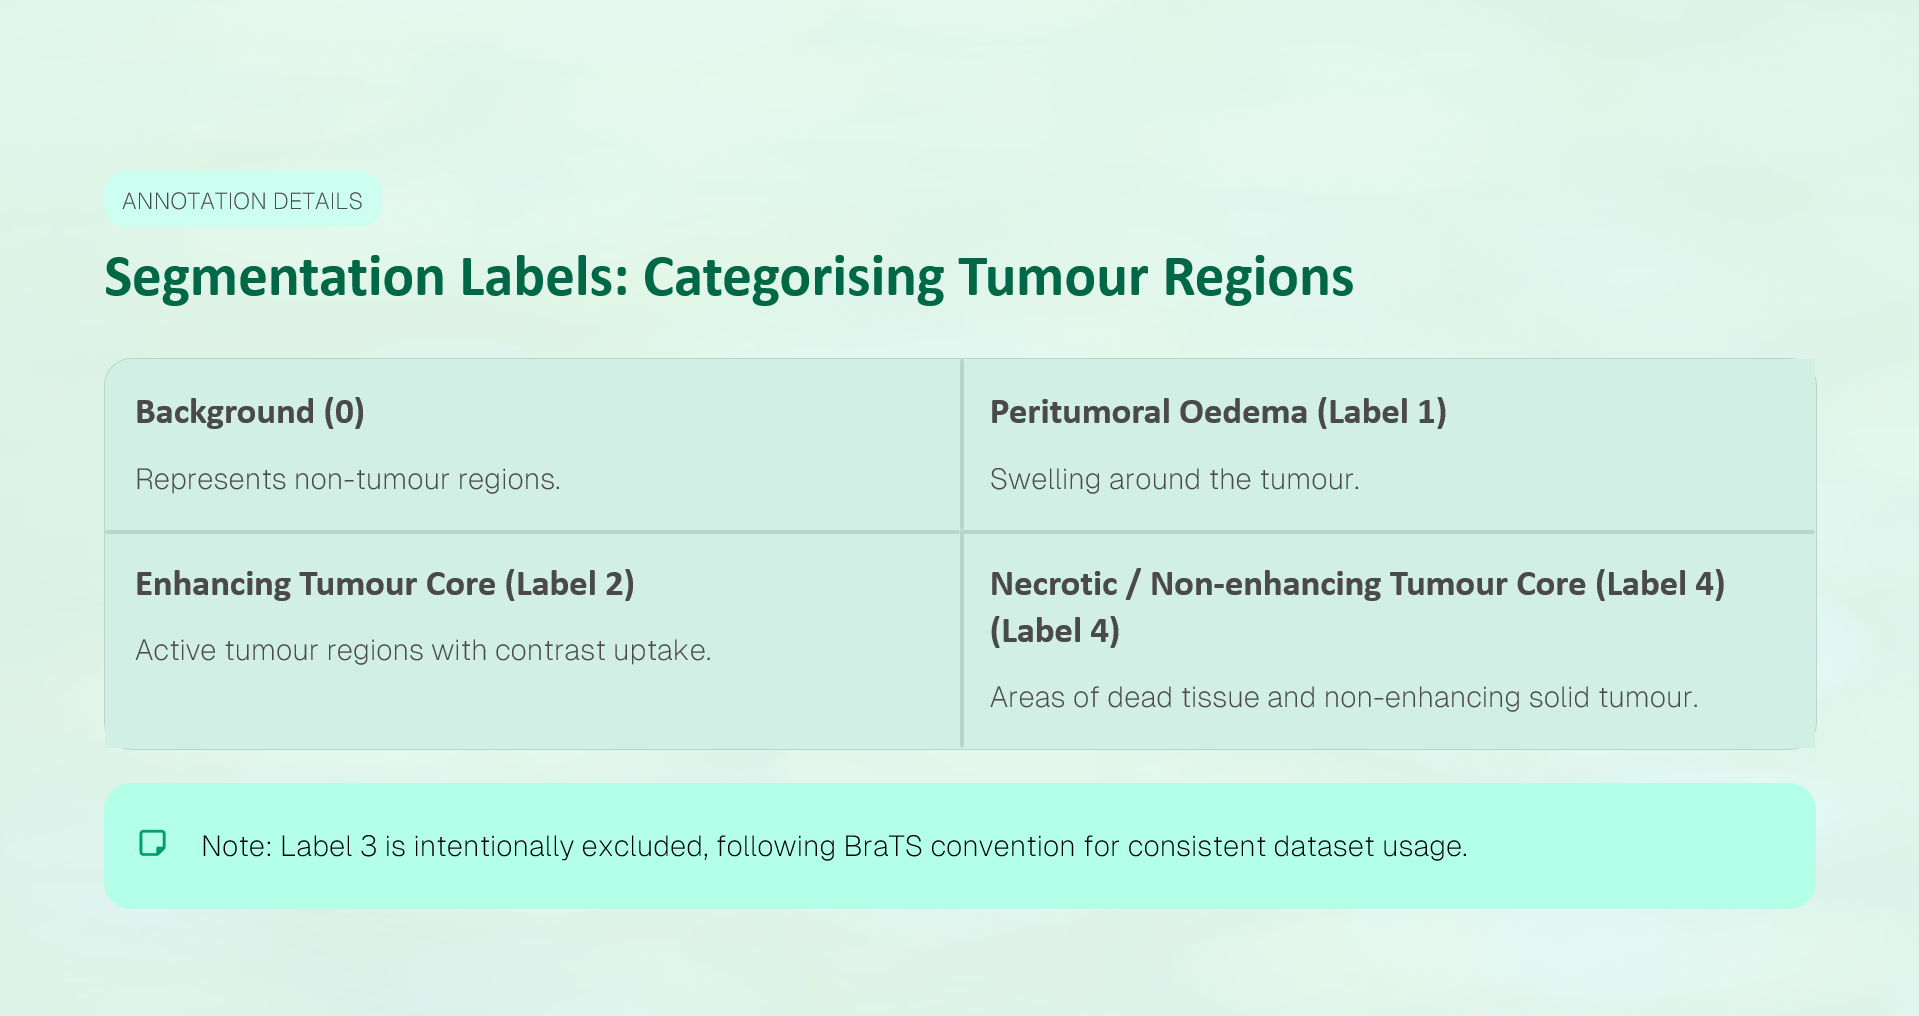 ANNOTATION DETAILS
Segmentation Labels: Categorising Tumour Regions
Background (0)
Represents non-tumour regions.
Peritumoral Oedema (Label 1)
Swelling around the tumour.
Enhancing Tumour Core (Label 2)
Active tumour regions with contrast uptake.
Necrotic / Non-enhancing Tumour Core (Label 4)
(Label 4)
Areas of dead tissue and non-enhancing solid tumour.
Note: Label 3 is intentionally excluded, following BraTS convention for consistent dataset usage.